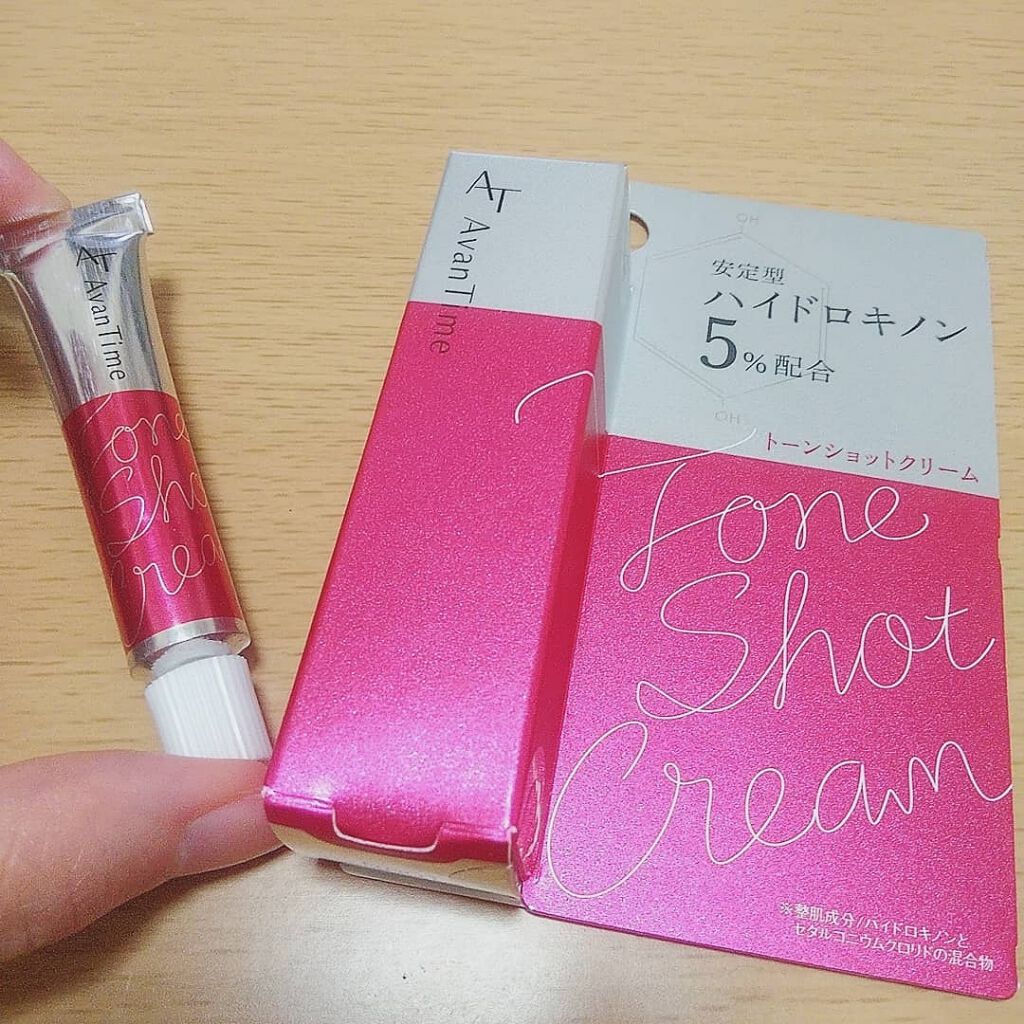 AT AvanTime
Tone
Shot
Cream
AT AvanTime
OH
安定型
ハイドロキノン
5%配合
OH
トーンショットクリーム
Tone
Shot
Cream
※整肌成分/ハイドロキノンと
セタルコニウムクロリドの混合物